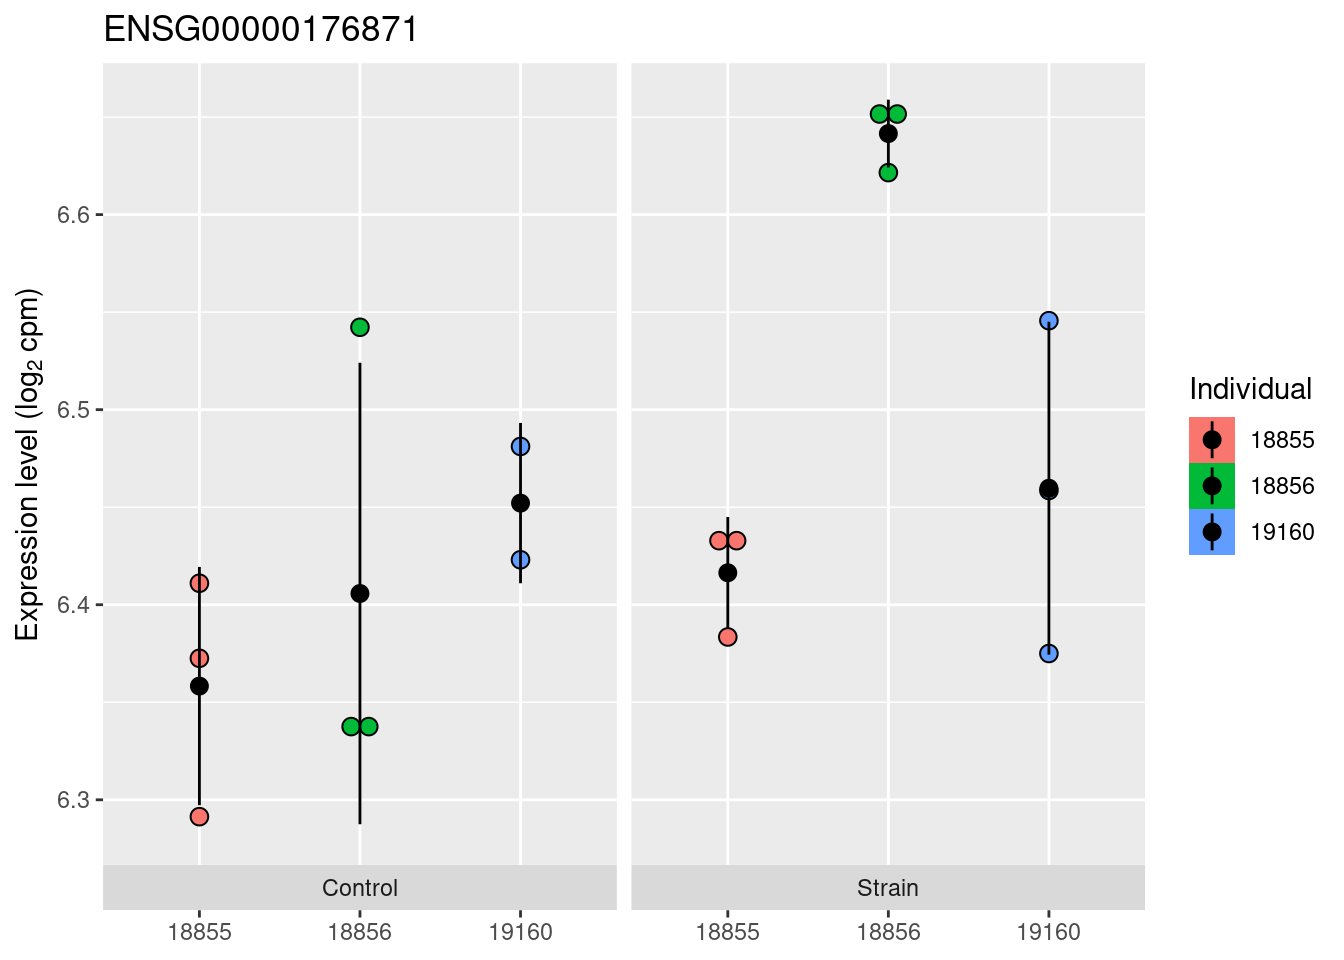 ENSG00000176871
Expression level (log₂ cpm)
6.6
6.5
6.4
6.3
Control
Strain
18855
18856
19160
18855
18856
19160
Individual
18855
18856
19160